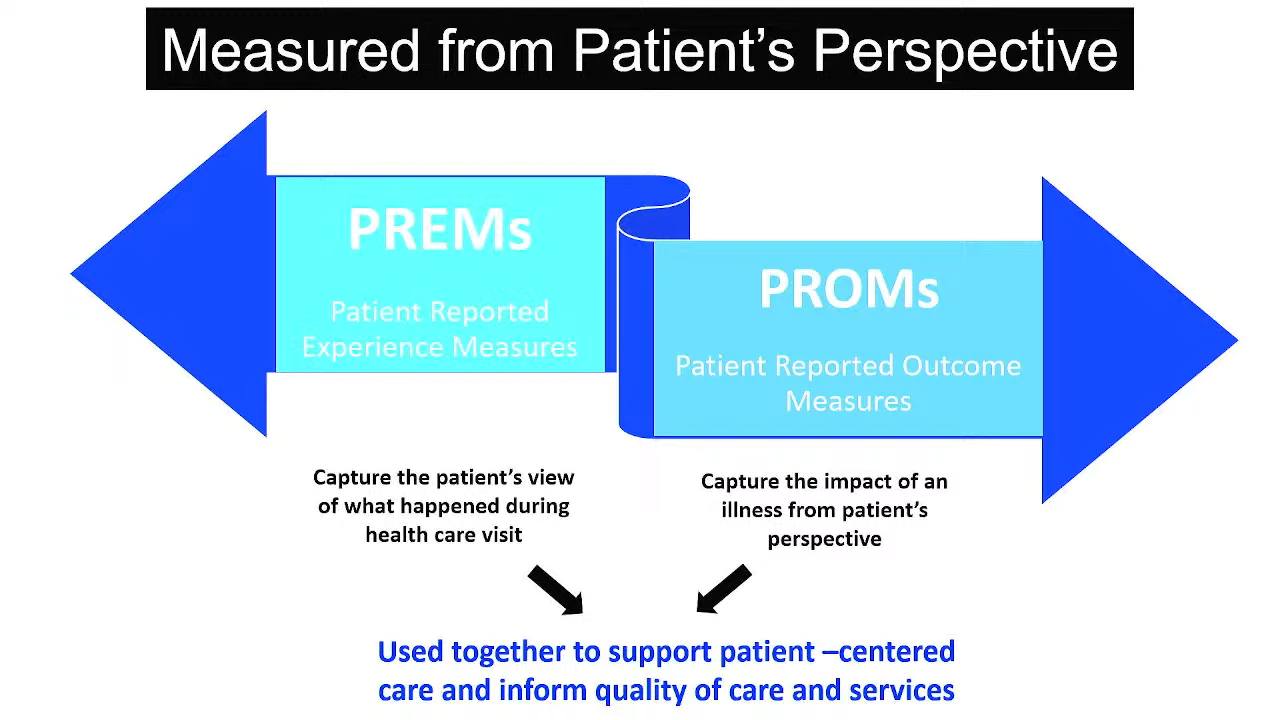 Measured from Patient’s Perspective
PREMs
Patient Reported
Experience Measures
PROMs
Patient Reported Outcome
Measures
Capture the patient’s view
of what happened during
health care visit
Capture the impact of an
illness from patient’s
perspective
Used together to support patient –centered
care and inform quality of care and services